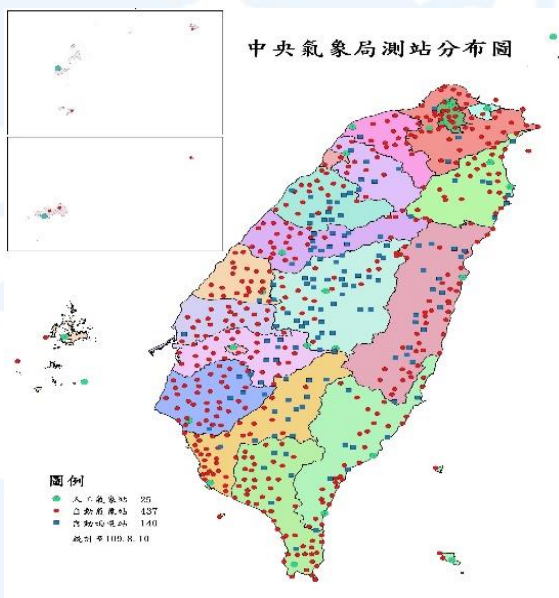 中央氣象局測站分布圖
圖例
人工氣象站 25
自動氣象站 437
自動雨量站 140
統計至109.8.10